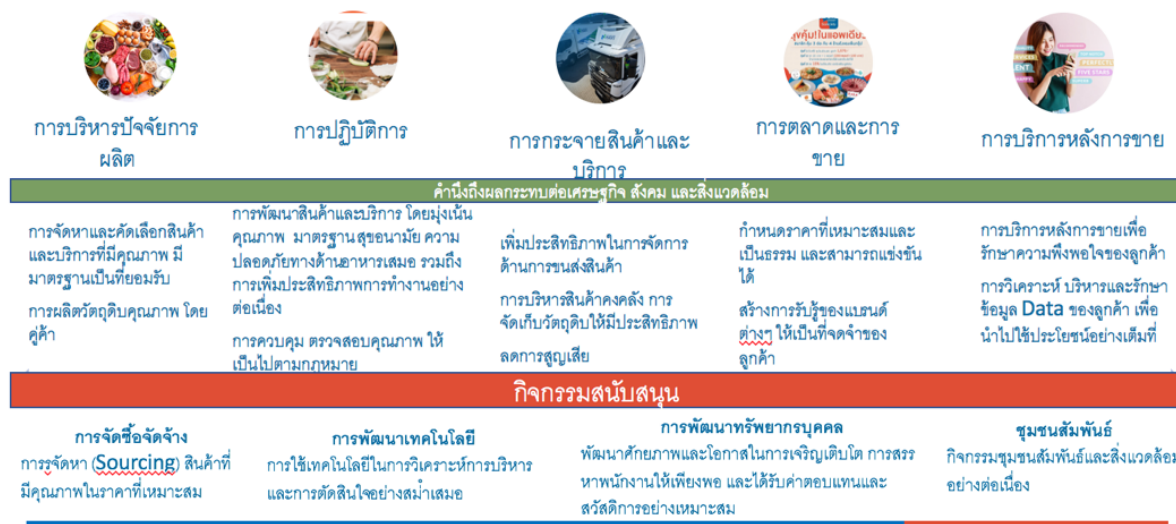 การบริหารปัจจัยการ
ผลิต
การปฏิบัติการ
การกระจายสินค้าและ
บริการ
การตลาดและการ
ขาย
การบริการหลังการขาย
คำนึงถึงผลกระทบต่อเศรษฐกิจ สังคม และสิ่งแวดล้อม
การจัดหาและคัดเลือกสินค้า
และบริการที่มีคุณภาพ มี
มาตรฐานเป็นที่ยอมรับ
การผลิตวัตถุดิบคุณภาพ โดย
คู่ค้า
การพัฒนาสินค้าและบริการ โดยมุ่งเน้น
คุณภาพ มาตรฐานสุขอนามัย ความ
ปลอดภัยทางด้านอาหารเสมอ รวมถึง
การเพิ่มประสิทธิภาพการทำงานอย่าง
ต่อเนื่อง
การควบคุม ตรวจสอบคุณภาพ ให้
เป็นไปตามกฎหมาย
เพิ่มประสิทธิภาพในการจัดการ
ด้านการขนส่งสินค้า
การบริหารสินค้าคงคลัง การ
จัดเก็บวัตถุดิบให้มีประสิทธิภาพ
ลดการสูญเสีย
กำหนดราคาที่เหมาะสมและ
เป็นธรรม และสามารถแข่งขัน
ได้
สร้างการรับรู้ของแบรนด์
ต่างๆ ให้เป็นที่จดจำของ
ลูกค้า
การบริการหลังการขายเพื่อ
รักษาความพึงพอใจของลูกค้า
การวิเคราะห์ บริหารและรักษา
ข้อมูล Data ของลูกค้า เพื่อ
นำไปใช้ประโยชน์อย่างเต็มที่
กิจกรรมสนับสนุน
การจัดซื้อจัดจ้าง
การรจัดหา (Sourcing) สินค้าที่
มีคุณภาพในราคาที่เหมาะสม
การพัฒนาเทคโนโลยี
การใช้เทคโนโลยีในการวิเคราะห์การบริหาร
และการตัดสินใจอย่างสม่ำเสมอ
การพัฒนาทรัพยากรบุคคล
พัฒนาศักยภาพและโอกาสในการเจริญเติบโต การสรร
หาพนักงานให้เพียงพอ และได้รับค่าตอบแทนและ
สวัสดิการอย่างเหมาะสม
ชุมชนสัมพันธ์
กิจกรรมชุมชนสัมพันธ์และสิ่งแวดล้อม
อย่างต่อเนื่อง